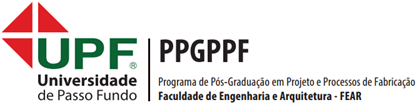 UPF®
Universidade
de Passo Fundo
PPGPPF
Programa de Pós-Graduação em Projeto e Processos de Fabricação
Faculdade de Engenharia e Arquitetura - FEAR